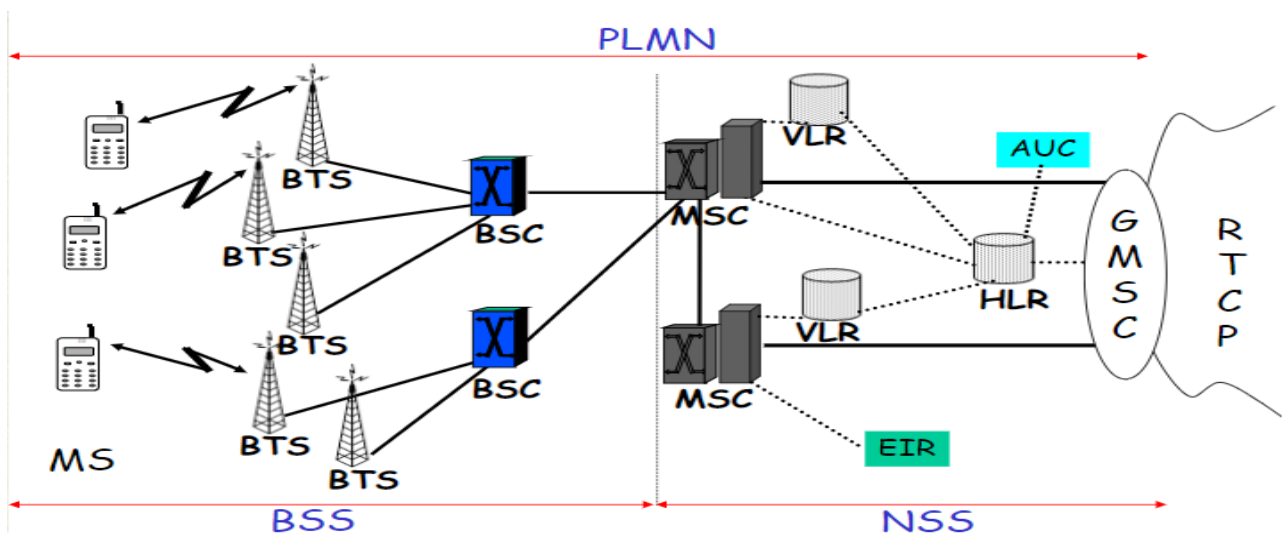 PLMN
VLR
AUC
BTS
MSC
BSC
BTS
G
M
S
C
R
T
C
P
HLR
VLR
BTS
BSC
MSC
BTS
EIR
MS
BTS
BSS
NSS